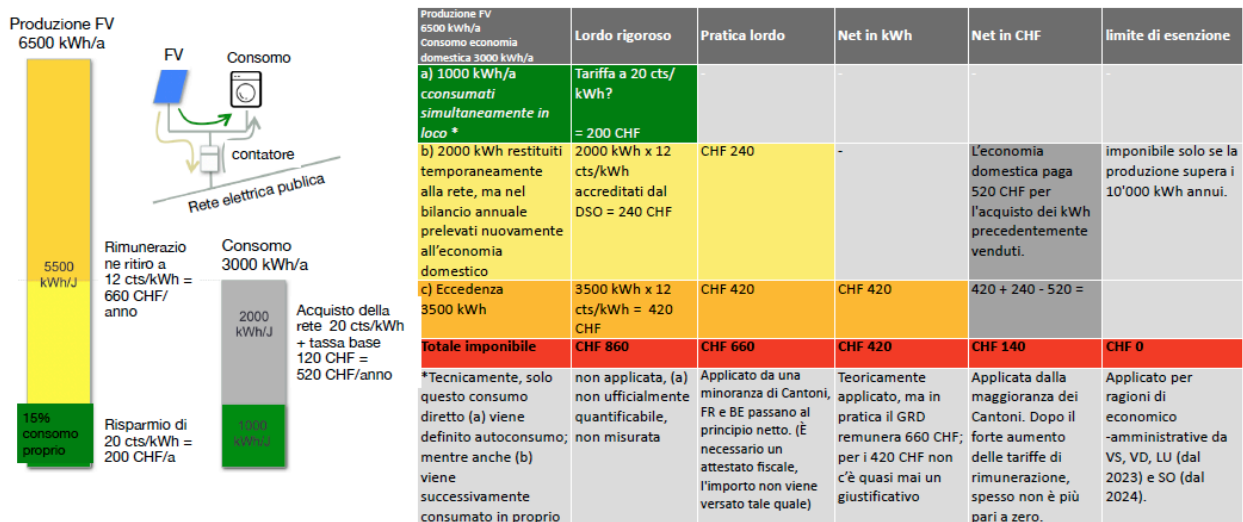 Produzione FV
6500 kWh/a
FV
Consumo
contatore
Rete elettrica publica
5500
kWh/J
Rimunerazio
ne ritiro a
12 cts/kWh =
660 CHF/
anno
Consumo
3000 kWh/a
2000
kWh/J
Acquisto della
rete 20 cts/kWh
+ tassa base
120 CHF =
520 CHF/anno
15%
consomo
proprio
Risparmio di
20 cts/kWh =
200 CHF/a
1000
kWh/J
Produzione FV
6500 kWh/a
Consomo economia
domestica 3000 kWh/a
Lordo rigoroso
Pratica lordo
Net in kWh
Net in CHF
limite di esenzione
a) 1000 kWh/a
cconsumati
simultaneamente in
loco *
Tariffa a 20 cts/
kWh?
= 200 CHF
-
-
-
-
b) 2000 kWh restituiti
temporaneamente
alla rete, ma nel
bilancio annuale
prelevati nuovamente
all’economia
domestico
2000 kWh x 12
cts/kWh
accreditati dal
DSO = 240 CHF
CHF 240
-
L’economia
domestica paga
520 CHF per
l'acquisto dei kWh
precedentemente
venduti.
imponibile solo se la
produzione supera i
10'000 kWh annui.
c) Eccedenza
3500 kWh
3500 kWh x 12
cts/kWh = 420
CHF
CHF 420
CHF 420
420 + 240 - 520 =
Totale imponibile
CHF 860
CHF 660
CHF 420
CHF 140
CHF 0
*Tecnicamente, solo
questo consumo
diretto (a) viene
definito autoconsumo;
mentre anche (b)
viene
successivamente
consumato in proprio
non applicata, (a)
non ufficialmente
quantificabile,
non misurata
Applicato da una
minoranza di Cantoni,
FR e BE passano al
principio netto. (È
necessario un
attestato fiscale,
l'importo non viene
versato tale quale)
Teoricamente
applicato, ma in
pratica il GRD
remunera 660 CHF;
per i 420 CHF non
c’è quasi mai un
giustificativo
Applicata dalla
maggioranza dei
Cantoni. Dopo il
forte aumento
delle tariffe di
rimunerazione,
spesso non è più
pari a zero.
Applicato per
ragioni di
economico
-amministrative da
VS, VD, LU (dal
2023) e SO (dal
2024).